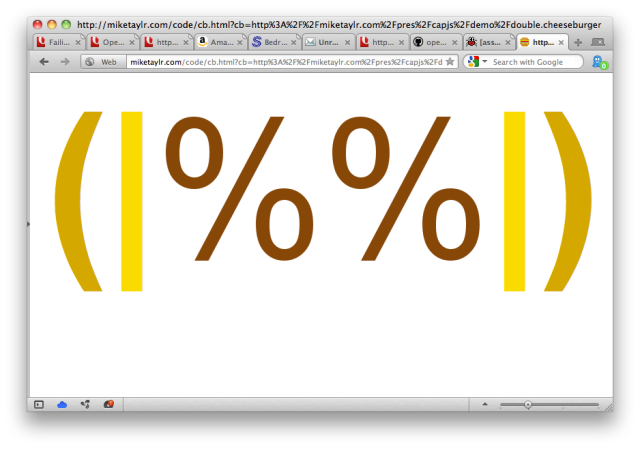 http://miketaylr.com/code/cb.html?cb=http%3A%2F%2Fmiketaylr.com%2Fpres%2Fcapjs%2Fdemo%2Fdouble.cheeseburger
Faili... Ope... http... Ama... Bedr... Unr... http... ope... [ass... http...
Web miketaylr.com/code/cb.html?cb=http%3A%2F%2Fmiketaylr.com%2Fpres%2Fcapjs%2Fd Search with Google 0
(|%%|)